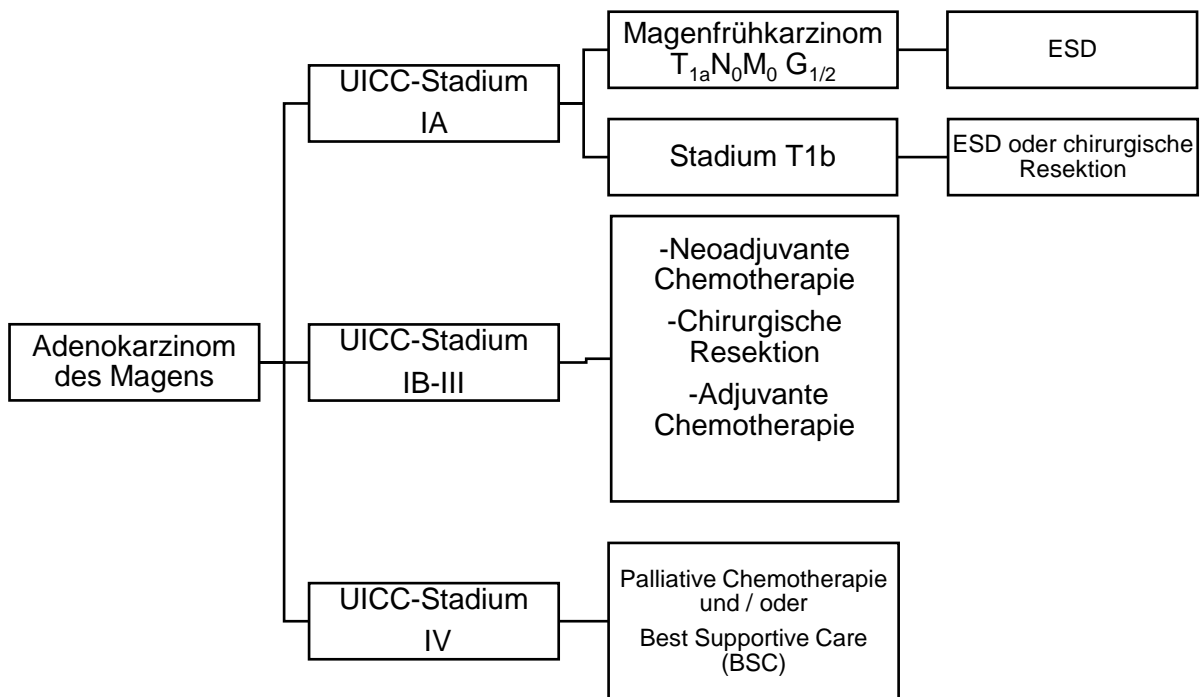 Adenokarzinom
des Magens
UICC-Stadium
IA
Magenfrühkarzinom
T1aN0M0 G1/2
ESD
Stadium T1b
ESD oder chirurgische
Resektion
UICC-Stadium
IB-III
-Neoadjuvante
Chemotherapie
-Chirurgische
Resektion
-Adjuvante
Chemotherapie
UICC-Stadium
IV
Palliative Chemotherapie
und / oder
Best Supportive Care
(BSC)